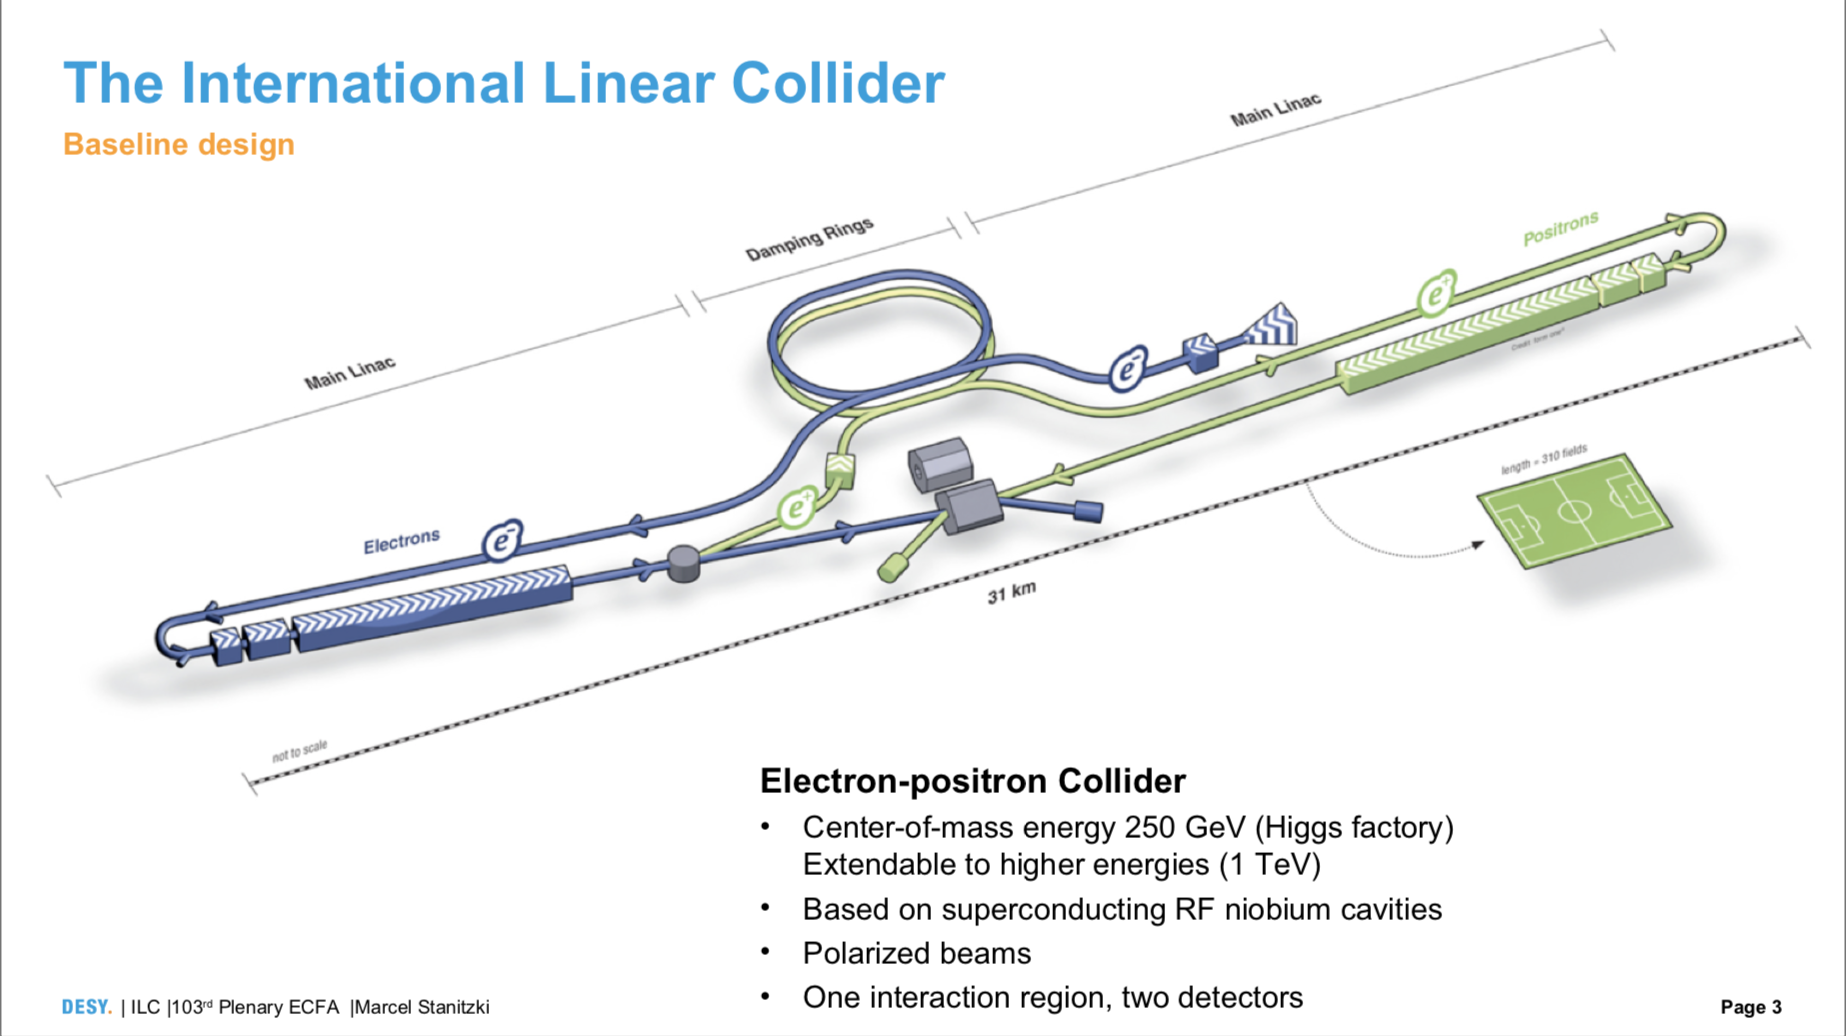 The International Linear Collider
Baseline design
Main Linac
Damping Rings
Main Linac
Positrons
e⁺
e⁻
length = 310 fields
e⁺
Electrons
e⁻
31 km
not to scale
Electron-positron Collider
• Center-of-mass energy 250 GeV (Higgs factory)
Extendable to higher energies (1 TeV)
• Based on superconducting RF niobium cavities
• Polarized beams
• One interaction region, two detectors
DESY. | ILC |103rd Plenary ECFA |Marcel Stanitzki
Page 3